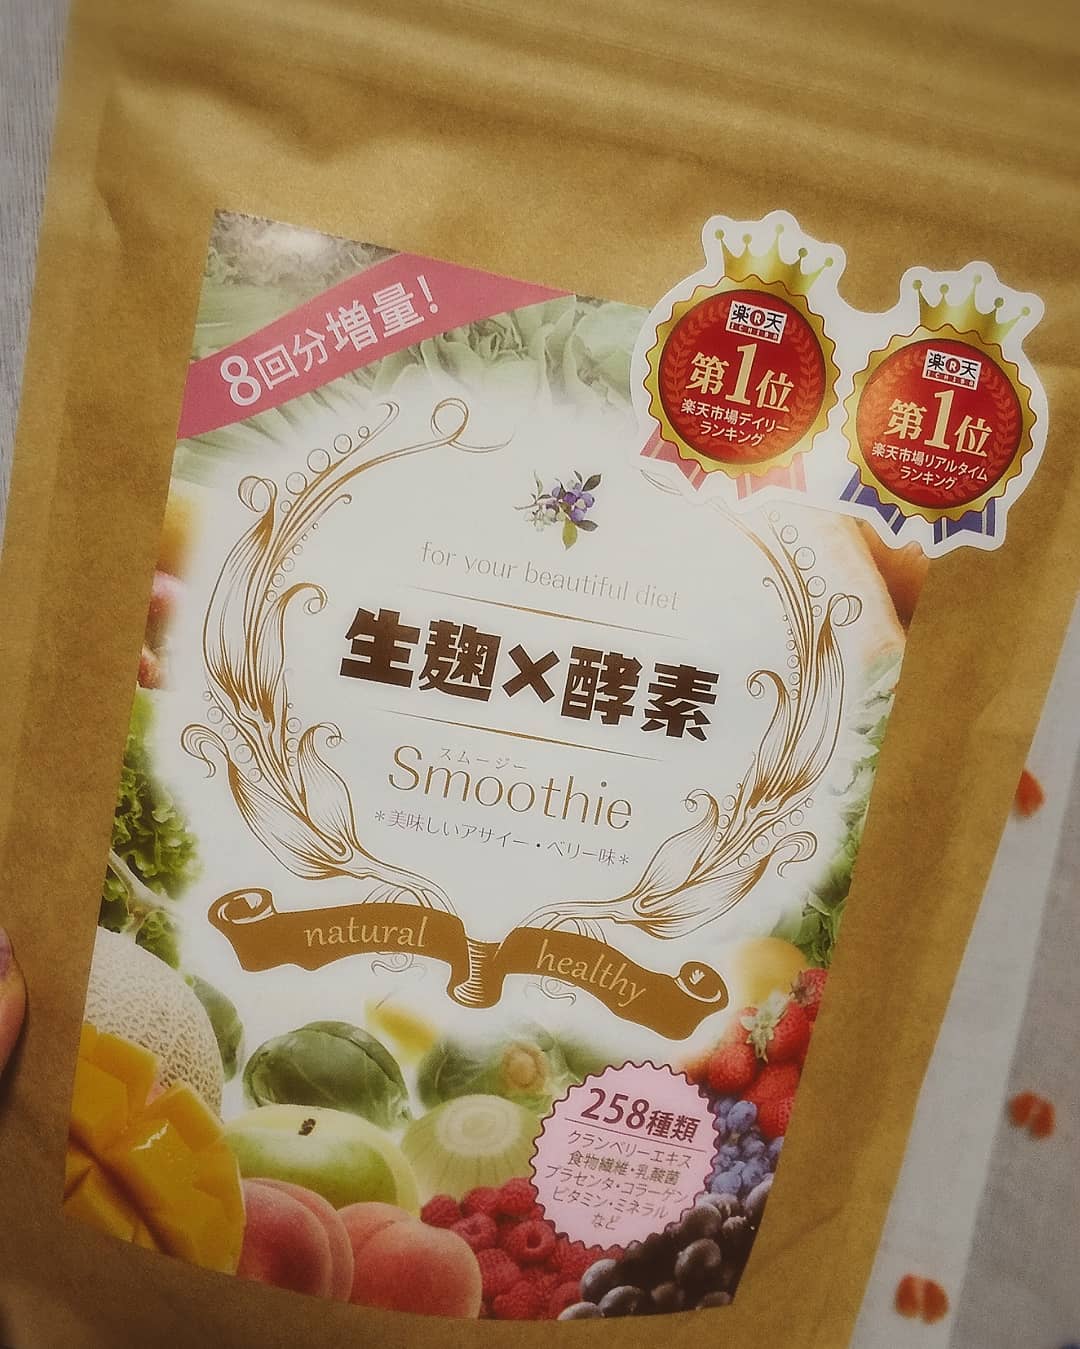 8回分増量!
楽R天
ICHIBA
第1位
楽天市場デイリー
ランキング
楽R天
ICHIBA
第1位
楽天市場リアルタイム
ランキング
for your beautiful diet
生麹×酵素
スムージー
Smoothie
*美味しいアサイー・ベリー味*
natural healthy
258種類
クランベリーエキス
食物繊維・乳酸菌
プラセンタ・コラーゲン
ビタミン・ミネラル
など